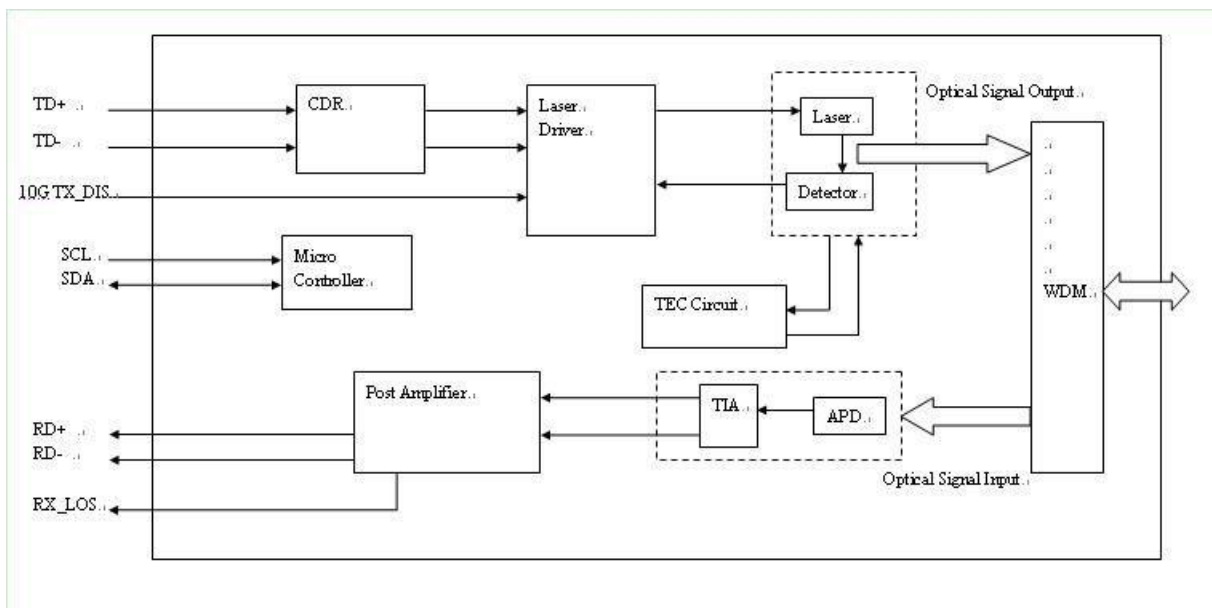 TD+
TD-
10G TX_DIS
SCL
SDA
RD+
RD-
RX_LOS
CDR
Laser
Driver
Laser
Detector
Optical Signal Output
Micro
Controller
TEC Circuit
WDM
Post Amplifier
TIA
APD
Optical Signal Input